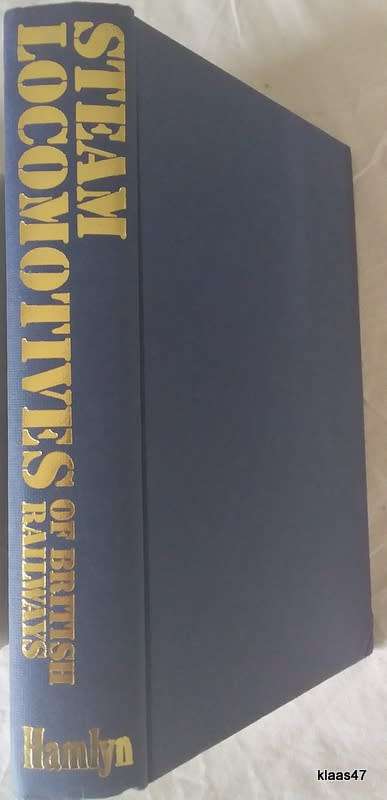 STEAM
LOCOMOTIVES
OF BRITISH
RAILWAYS
Hamlyn
klaas47